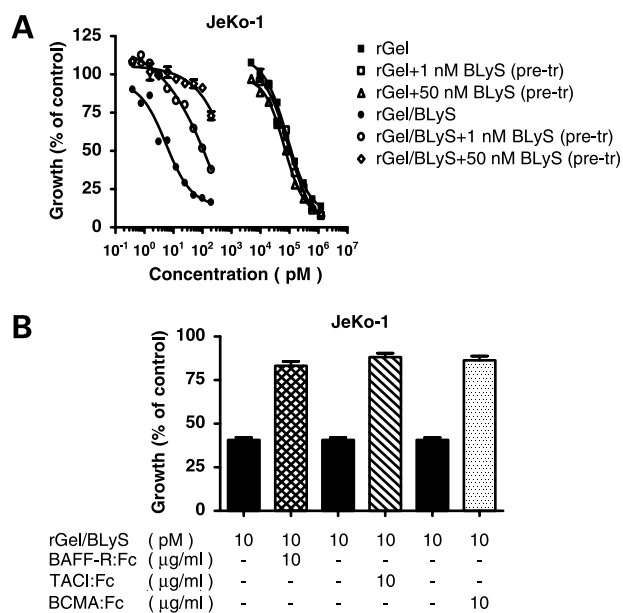 A
JeKo-1
Growth (% of control)
125
100
75
50
25
0
10-1 100 101 102 103 104 105 106 107
Concentration ( pM )
rGel
rGel+1 nM BLyS (pre-tr)
rGel+50 nM BLyS (pre-tr)
rGel/BLyS
rGel/BLyS+1 nM BLyS (pre-tr)
rGel/BLyS+50 nM BLyS (pre-tr)
B
JeKo-1
Growth (% of control)
100
75
50
25
0
rGel/BLyS ( pM ) 10 10 10 10 10 10
BAFF-R:Fc ( µg/ml ) - 10 - - - -
TACI:Fc ( µg/ml ) - - - 10 - -
BCMA:Fc ( µg/ml ) - - - - - 10